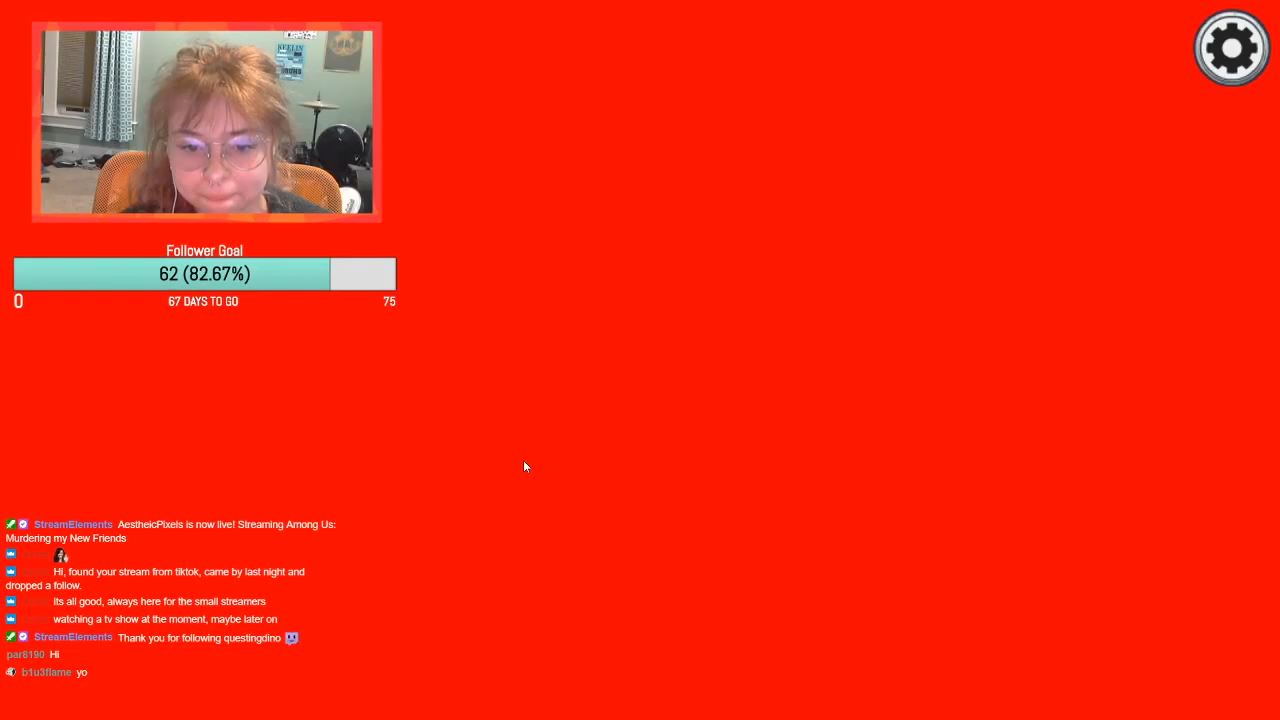 Follower Goal
62 (82.67%)
0 67 DAYS TO GO 75
StreamElements AestheicPixels is now live! Streaming Among Us:
Murdering my New Friends
Hi, found your stream from tiktok, came by last night and
dropped a follow.
its all good, always here for the small streamers
watching a tv show at the moment, maybe later on
StreamElements Thank you for following questingdino
par8190 Hi
b1u3flame yo